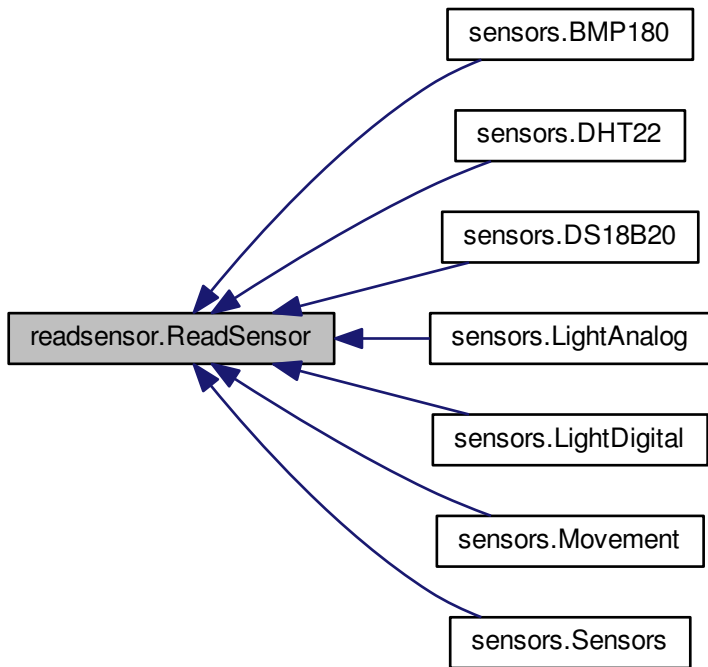 sensors.BMP180
sensors.DHT22
sensors.DS18B20
readsensor.ReadSensor
sensors.LightAnalog
sensors.LightDigital
sensors.Movement
sensors.Sensors